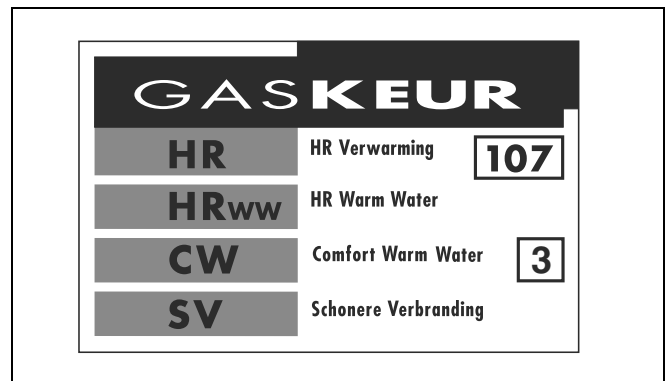 GASKEUR
HR HR Verwarming 107
HRww HR Warm Water
CW Comfort Warm Water 3
SV Schonere Verbranding